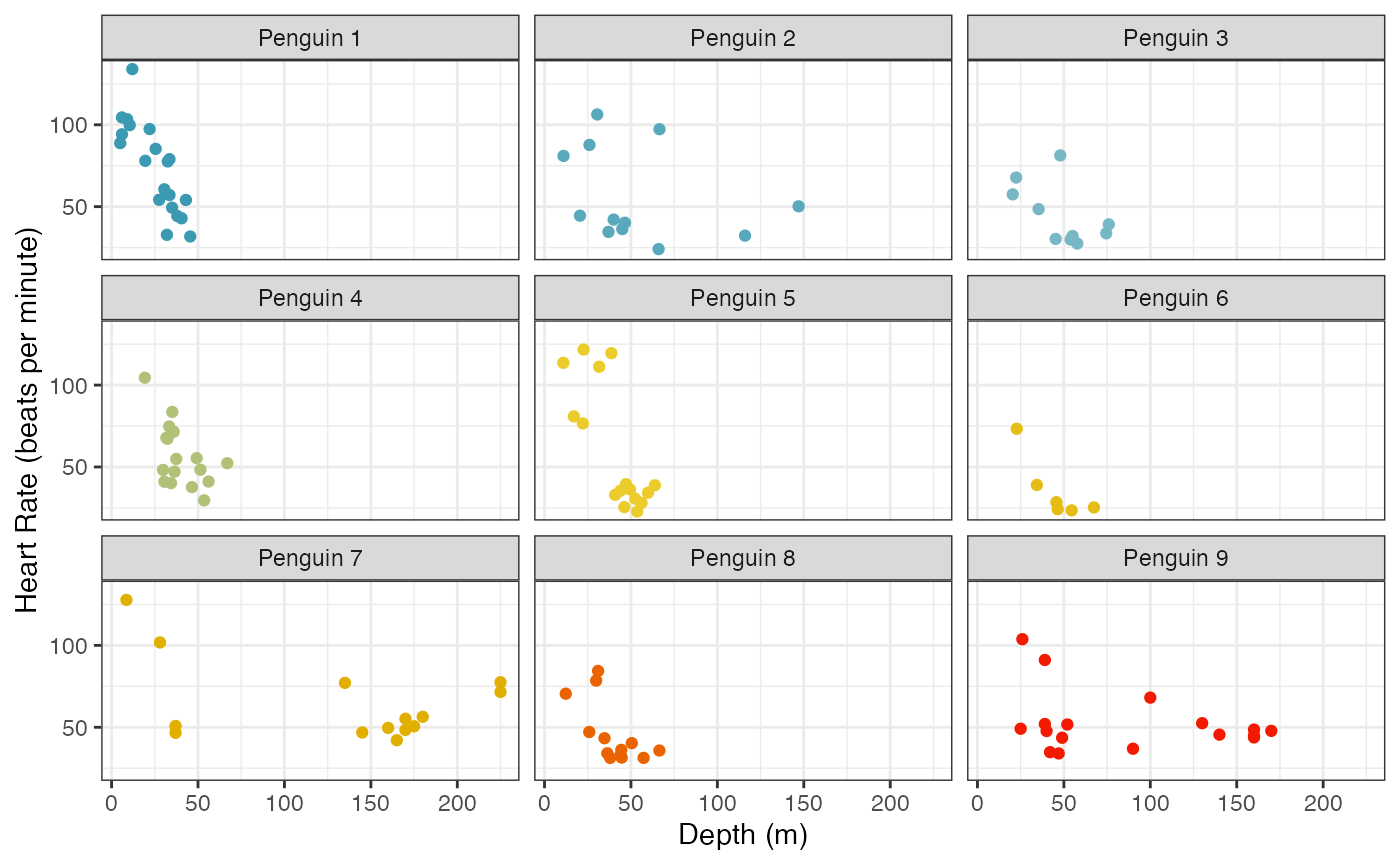 Penguin 1 Penguin 2 Penguin 3
100
50
Penguin 4 Penguin 5 Penguin 6
100
50
Penguin 7 Penguin 8 Penguin 9
100
50
0 50 100 150 200 0 50 100 150 200 0 50 100 150 200
Depth (m)
Heart Rate (beats per minute)